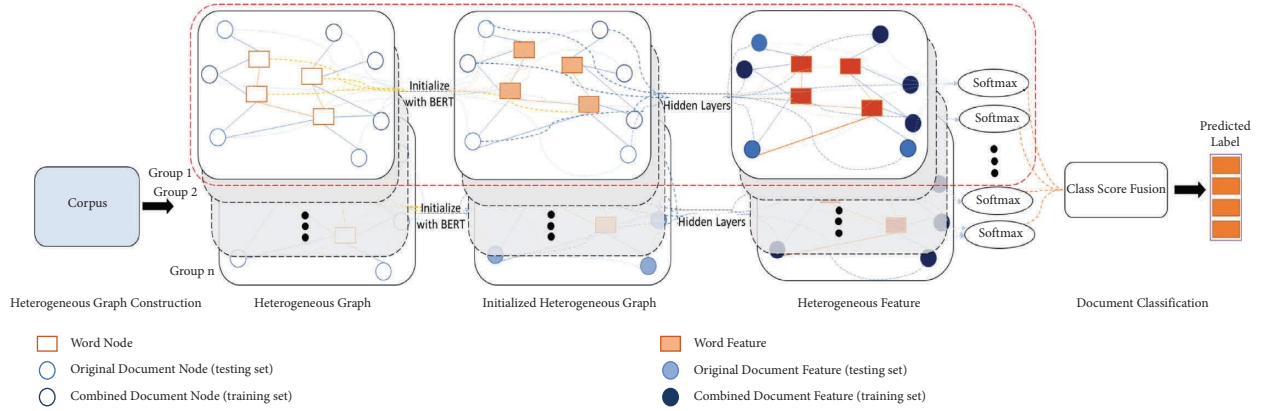 Initialize
with BERT
Hidden Layers
Softmax
Softmax
Predicted
Label
Group 1
Group 2
Corpus
Class Score Fusion
Initialize
with BERT
Hidden Layers
Softmax
Softmax
Group n
Heterogeneous Graph Construction
Heterogeneous Graph
Initialized Heterogeneous Graph
Heterogeneous Feature
Document Classification
Word Node
Word Feature
Original Document Node (testing set)
Original Document Feature (testing set)
Combined Document Node (training set)
Combined Document Feature (training set)